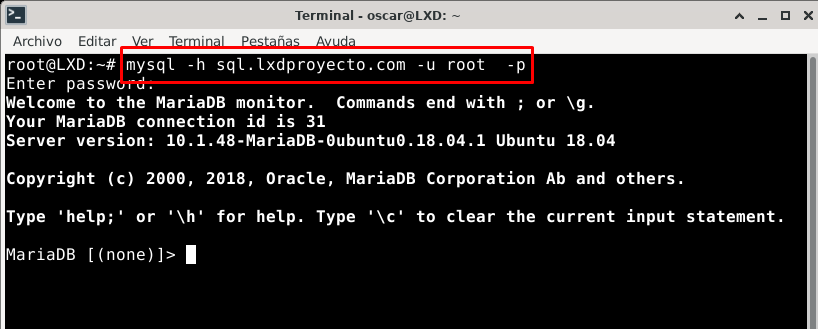 Terminal - oscar@LXD: ~
Archivo Editar Ver Terminal Pestañas Ayuda
root@LXD:~# mysql -h sql.lxdproyecto.com -u root  -p
Enter password:
Welcome to the MariaDB monitor.  Commands end with ; or \g.
Your MariaDB connection id is 31
Server version: 10.1.48-MariaDB-0ubuntu0.18.04.1 Ubuntu 18.04
Copyright (c) 2000, 2018, Oracle, MariaDB Corporation Ab and others.
Type 'help;' or '\h' for help. Type '\c' to clear the current input statement.
MariaDB [(none)]>